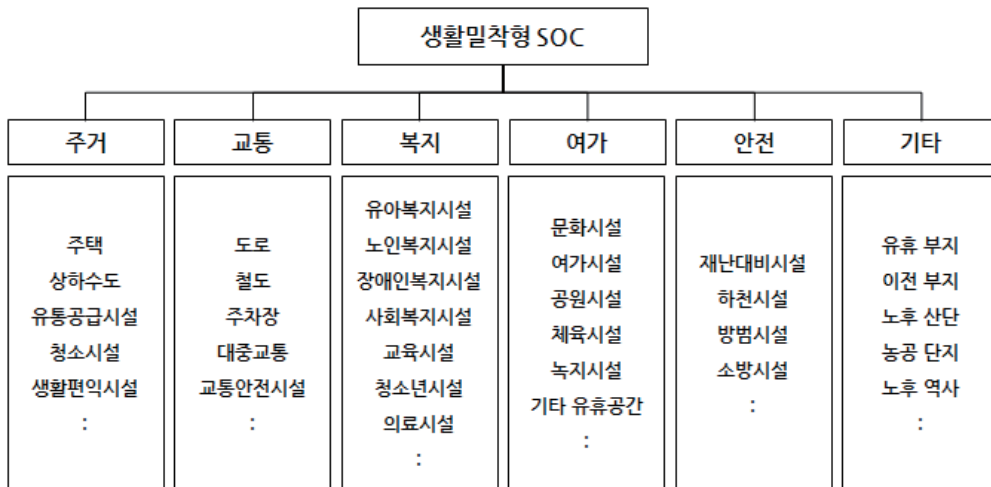 생활밀착형 SOC
주거
교통
복지
여가
안전
기타
주택
상하수도
유통공급시설
청소시설
생활편익시설
:
도로
철도
주차장
대중교통
교통안전시설
:
유아복지시설
노인복지시설
장애인복지시설
사회복지시설
교육시설
청소년시설
의료시설
:
문화시설
여가시설
공원시설
체육시설
녹지시설
기타 유휴공간
:
재난대비시설
하천시설
방범시설
소방시설
:
유휴 부지
이전 부지
노후 산단
농공 단지
노후 역사
: